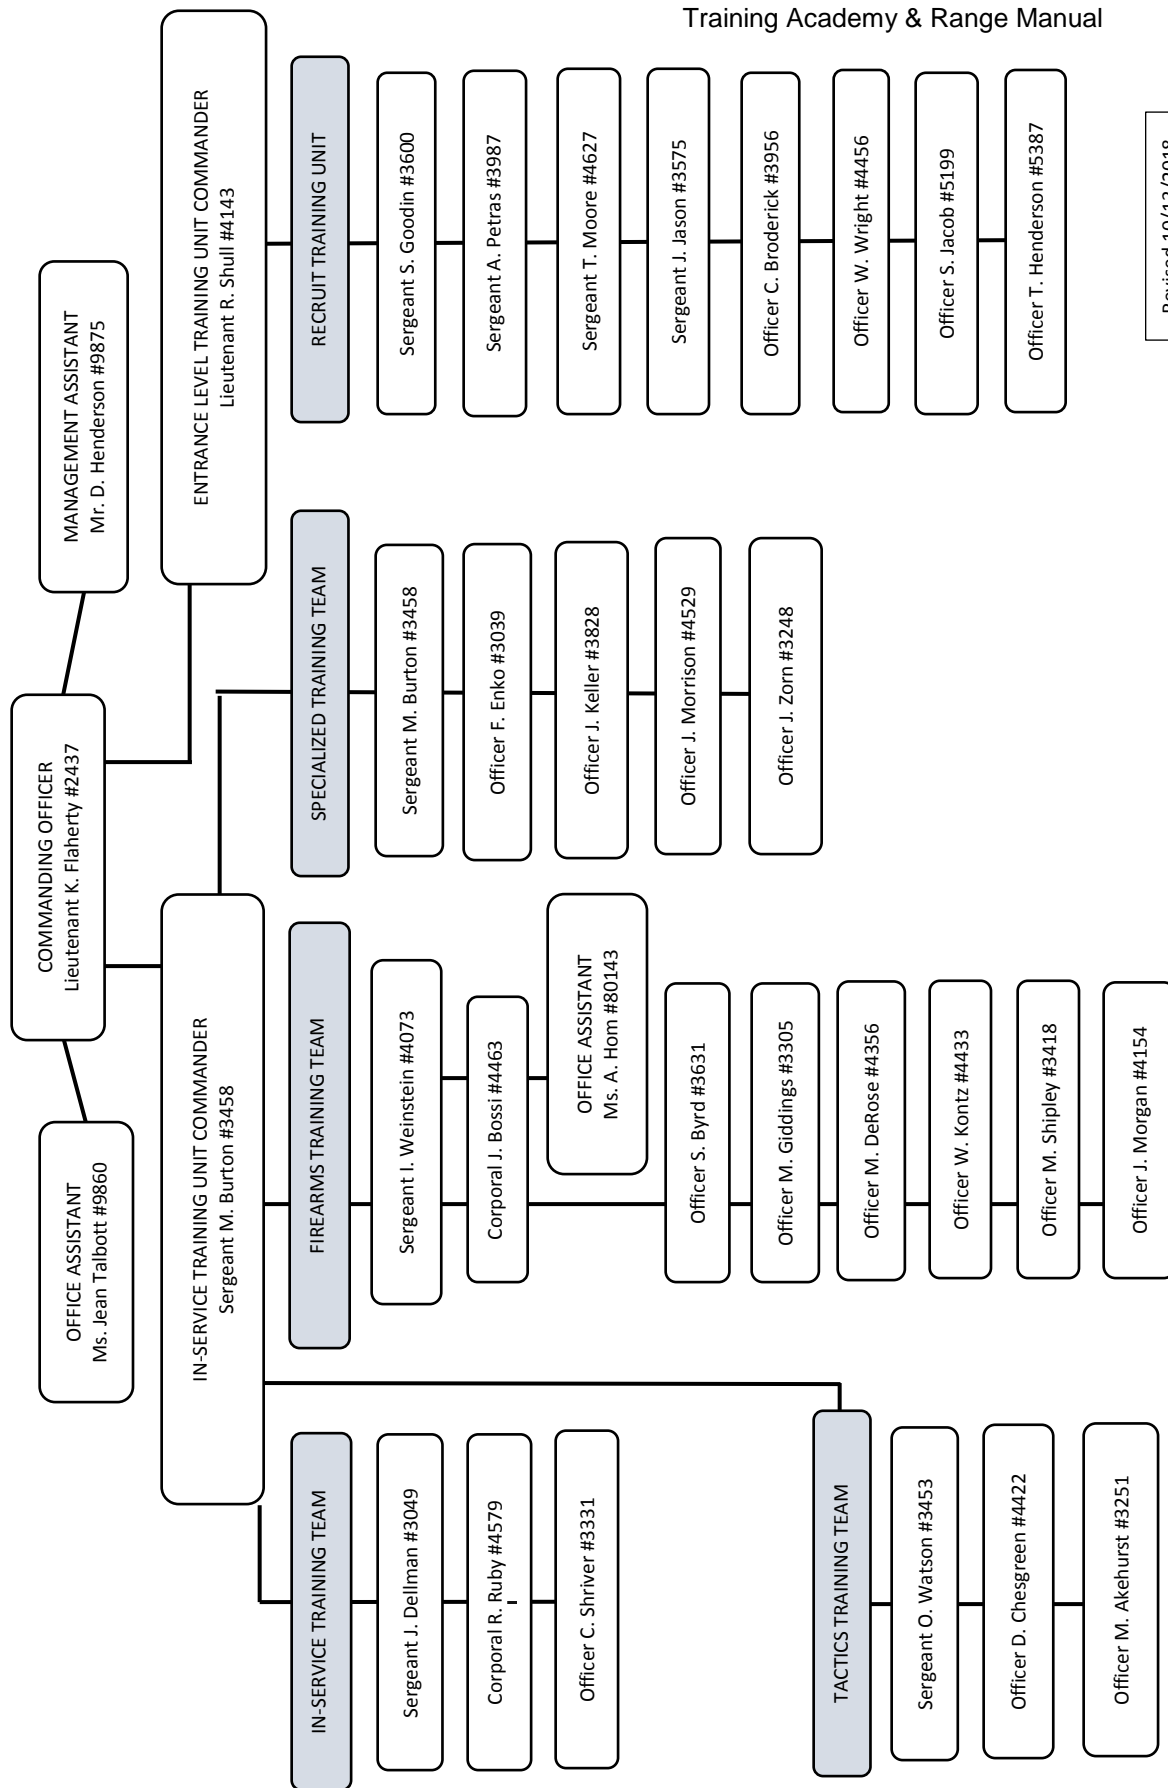 Training Academy & Range Manual
COMMANDING OFFICER
Lieutenant K. Flaherty #2437
OFFICE ASSISTANT
Ms. Jean Talbott #9860
MANAGEMENT ASSISTANT
Mr. D. Henderson #9875
IN-SERVICE TRAINING UNIT COMMANDER
Sergeant M. Burton #3458
ENTRANCE LEVEL TRAINING UNIT COMMANDER
Lieutenant R. Shull #4143
IN-SERVICE TRAINING TEAM
Sergeant J. Dellman #3049
Corporal R. Ruby #4579
Officer C. Shriver #3331
TACTICS TRAINING TEAM
Sergeant O. Watson #3453
Officer D. Chesgreen #4422
Officer M. Akehurst #3251
FIREARMS TRAINING TEAM
Sergeant I. Weinstein #4073
Corporal J. Bossi #4463
OFFICE ASSISTANT
Ms. A. Hom #80143
Officer S. Byrd #3631
Officer M. Giddings #3305
Officer M. DeRose #4356
Officer W. Kontz #4433
Officer M. Shipley #3418
Officer J. Morgan #4154
SPECIALIZED TRAINING TEAM
Sergeant M. Burton #3458
Officer F. Enko #3039
Officer J. Keller #3828
Officer J. Morrison #4529
Officer J. Zorn #3248
RECRUIT TRAINING UNIT
Sergeant S. Goodin #3600
Sergeant A. Petras #3987
Sergeant T. Moore #4627
Sergeant J. Jason #3575
Officer C. Broderick #3956
Officer W. Wright #4456
Officer S. Jacob #5199
Officer T. Henderson #5387
Revised 10/12/2018